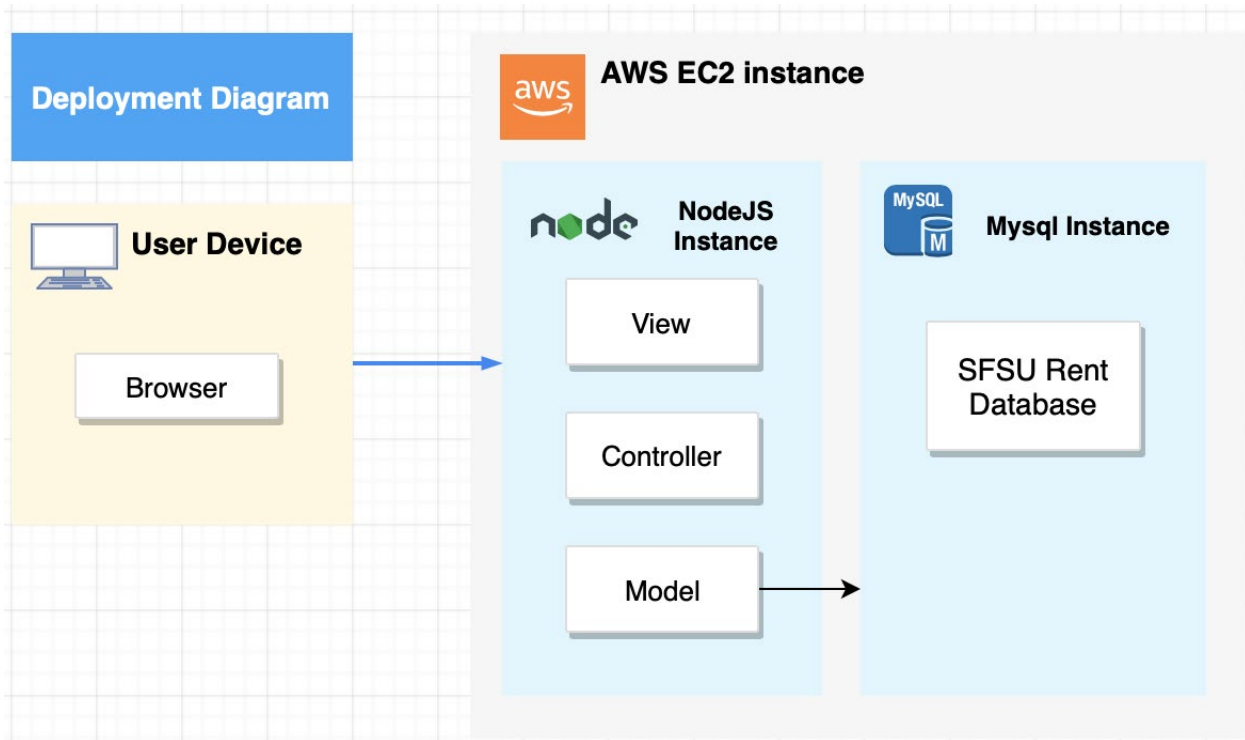 Deployment Diagram
aws
AWS EC2 instance
User Device
Browser
node
NodeJS
Instance
View
Controller
Model
MySQL
M
Mysql Instance
SFSU Rent
Database